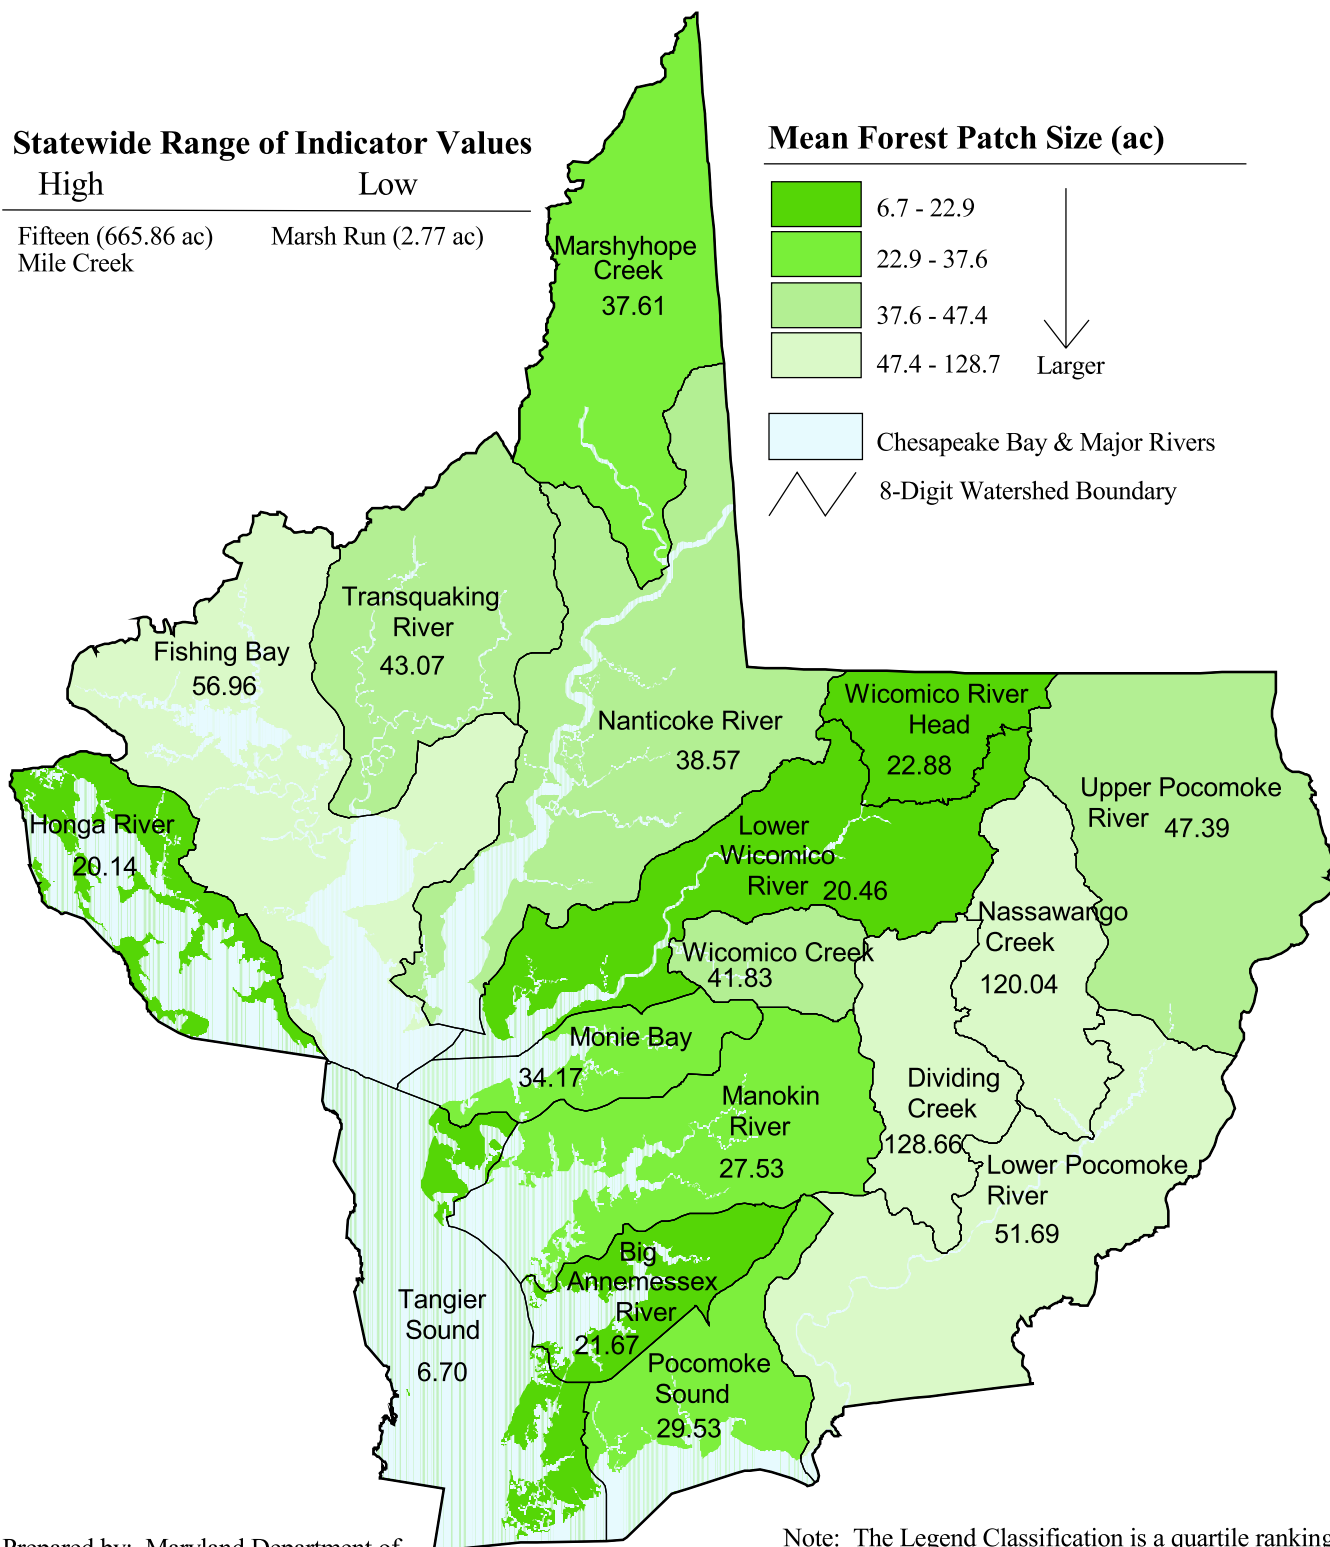 Statewide Range of Indicator Values
High Low
Fifteen (665.86 ac) Marsh Run (2.77 ac)
Mile Creek
Mean Forest Patch Size (ac)
6.7 - 22.9
22.9 - 37.6
37.6 - 47.4
47.4 - 128.7 Larger
Chesapeake Bay & Major Rivers
8-Digit Watershed Boundary
Marshyhope
Creek
37.61
Transquaking
River
43.07
Fishing Bay
56.96
Nanticoke River
38.57
Wicomico River
Head
22.88
Upper Pocomoke
River 47.39
Honga River
20.14
Lower
Wicomico
River 20.46
Nassawango
Creek
120.04
Wicomico Creek
41.83
Monie Bay
34.17
Manokin
River
27.53
Dividing
Creek
128.66
Lower Pocomoke
River
51.69
Big
Annemessex
River
21.67
Tangier
Sound
6.70
Pocomoke
Sound
29.53
Prepared by: Maryland Department of
Note: The Legend Classification is a quartile ranking